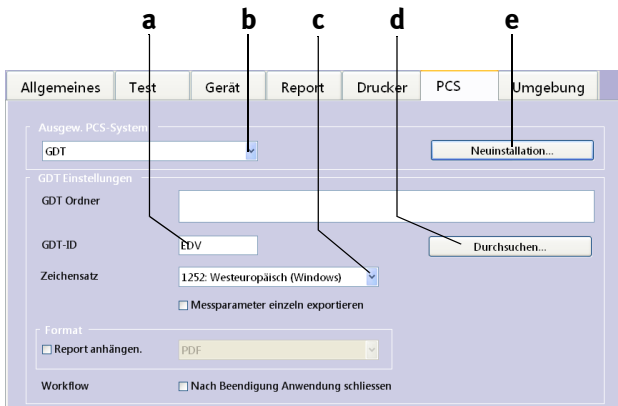 a b c d e
Allgemeines Test Gerät Report Drucker PCS Umgebung
Ausgew. PCS-System
GDT Neuinstallation...
GDT Einstellungen
GDT Ordner
GDT-ID EDV Durchsuchen...
Zeichensatz 1252: Westeuropäisch (Windows)
Messparameter einzeln exportieren
Format
Report anhängen. PDF
Workflow Nach Beendigung Anwendung schliessen